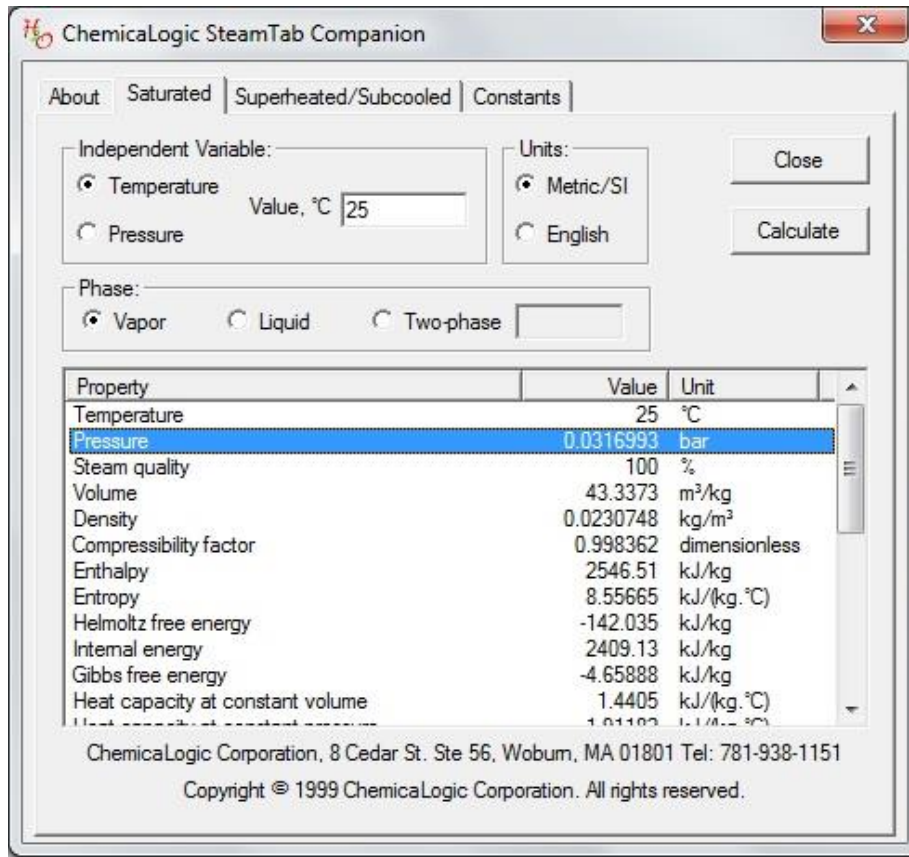 ChemicaLogic SteamTab Companion
About Saturated Superheated/Subcooled Constants
Independent Variable:
Temperature
Pressure
Value, °C 25
Units:
Metric/SI
English
Close
Calculate
Phase:
Vapor Liquid Two-phase
Property Value Unit
Temperature 25 °C
Pressure 0.0316993 bar
Steam quality 100 %
Volume 43.3373 m³/kg
Density 0.0230748 kg/m³
Compressibility factor 0.998362 dimensionless
Enthalpy 2546.51 kJ/kg
Entropy 8.55665 kJ/(kg.°C)
Helmoltz free energy -142.035 kJ/kg
Internal energy 2409.13 kJ/kg
Gibbs free energy -4.65888 kJ/kg
Heat capacity at constant volume 1.4405 kJ/(kg.°C)
ChemicaLogic Corporation, 8 Cedar St. Ste 56, Woburn, MA 01801 Tel: 781-938-1151
Copyright © 1999 ChemicaLogic Corporation. All rights reserved.